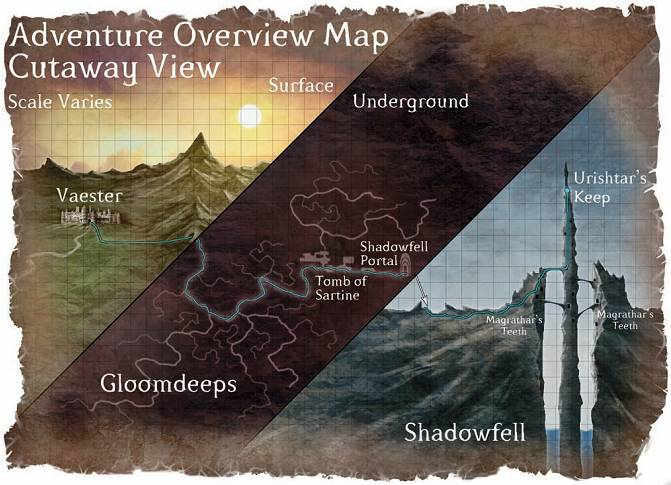 Adventure Overview Map
Cutaway View
Scale Varies
Surface
Underground
Vaester
Urishtar's
Keep
Shadowfell
Portal
Tomb of
Sartine
Magrathar's
Teeth
Magrathar's
Teeth
Gloomdeeps
Shadowfell